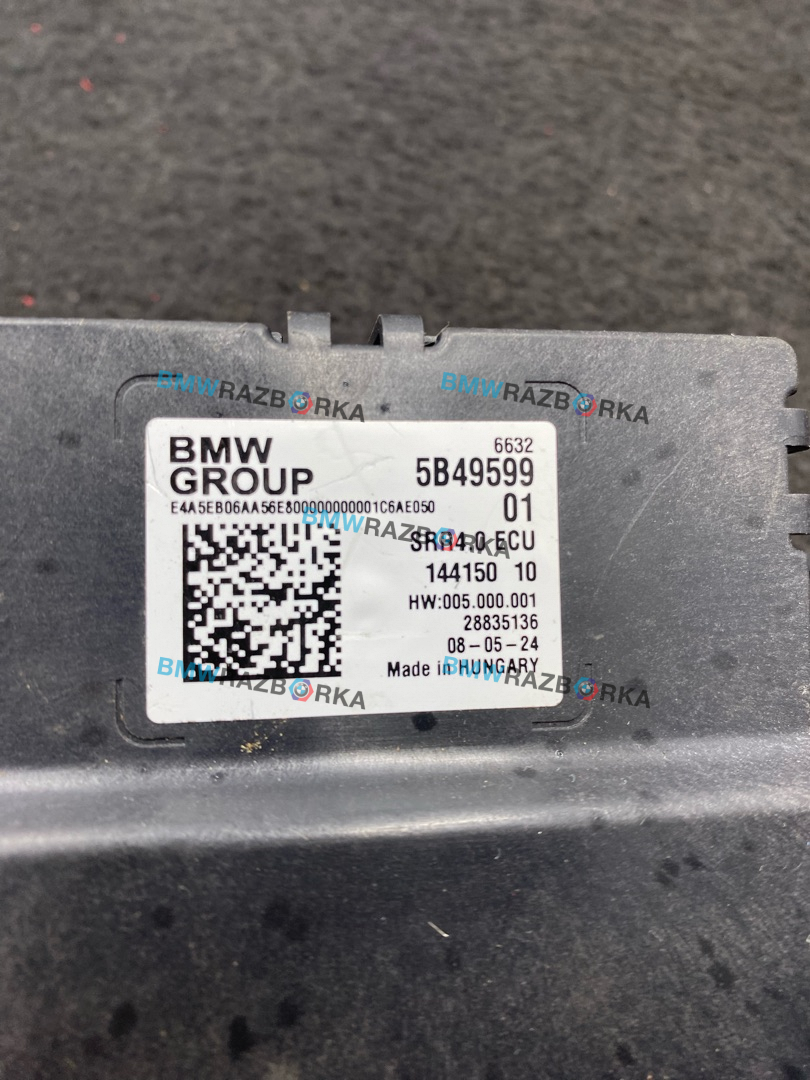 BMWRAZBORKA
BMWRAZBORKA
BMW
GROUP
6632
5B49599
01
E4A5EB06AA56E800000000001C6AE050
BMWRAZBORKA
SRR4.0 ECU
144150 10
HW:005.000.001
28835136
08-05-24
Made in HUNGARY
BMWRAZBORKA
BMWRAZBORKA